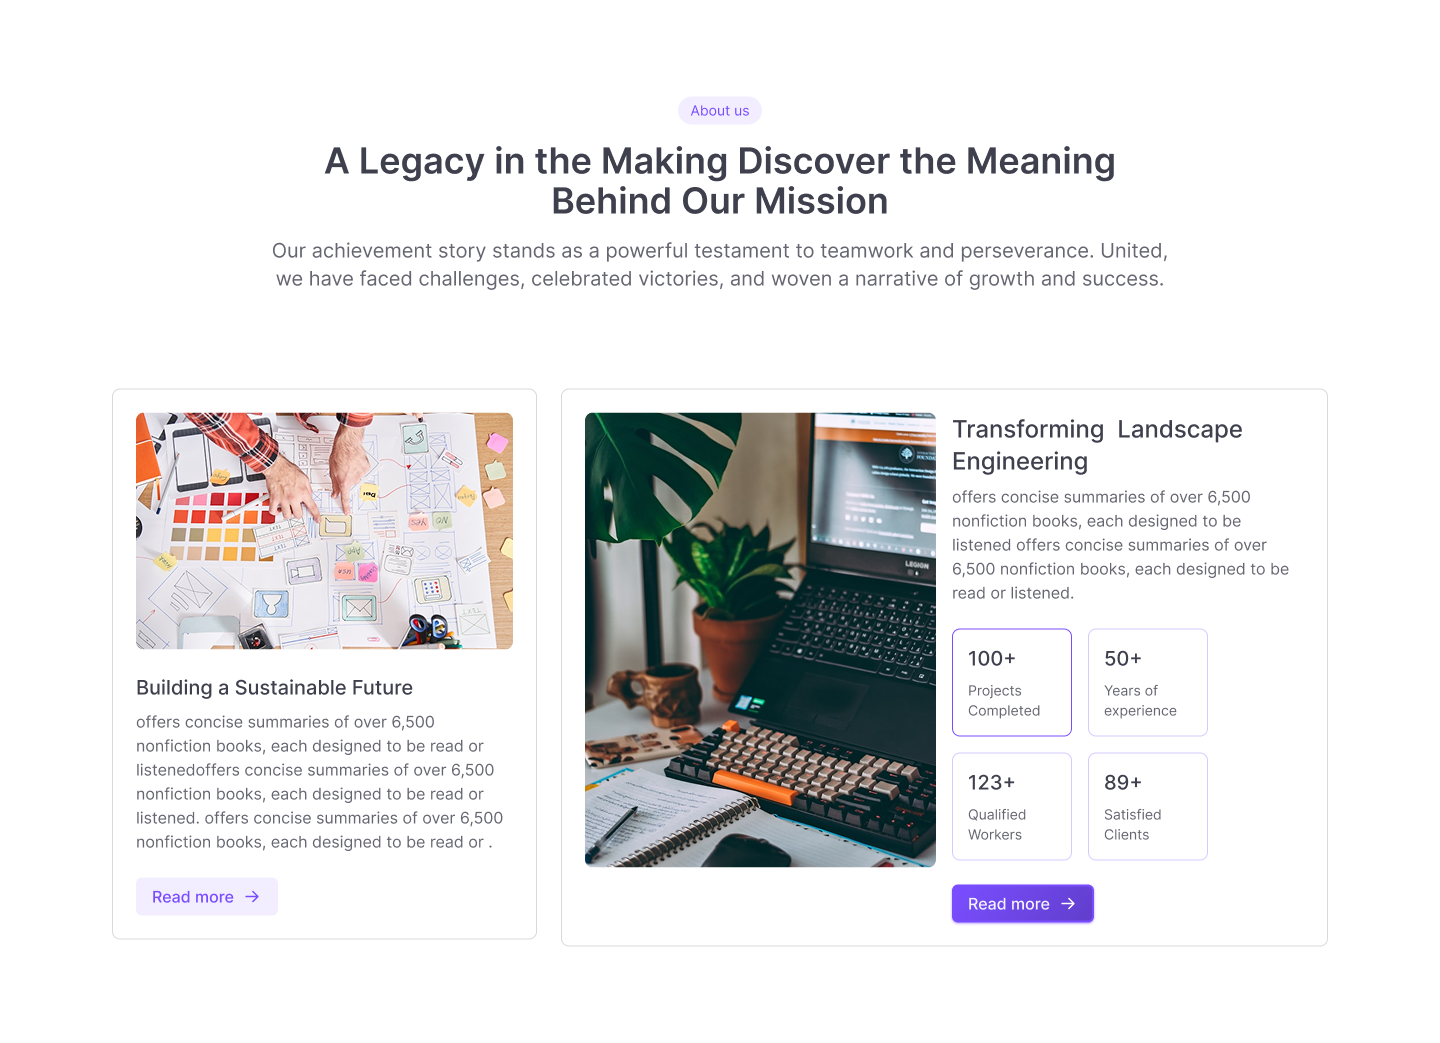 About us
A Legacy in the Making Discover the Meaning
Behind Our Mission
Our achievement story stands as a powerful testament to teamwork and perseverance. United,
we have faced challenges, celebrated victories, and woven a narrative of growth and success.
Yes
NO
App
USA
TEXT
Building a Sustainable Future
offers concise summaries of over 6,500
nonfiction books, each designed to be read or
listenedoffers concise summaries of over 6,500
nonfiction books, each designed to be read or
listened. offers concise summaries of over 6,500
nonfiction books, each designed to be read or .
Read more
LEGION
Transforming  Landscape
Engineering
offers concise summaries of over 6,500
nonfiction books, each designed to be
listened offers concise summaries of over
6,500 nonfiction books, each designed to be
read or listened.
100+
Projects
Completed
50+
Years of
experience
123+
Qualified
Workers
89+
Satisfied
Clients
Read more